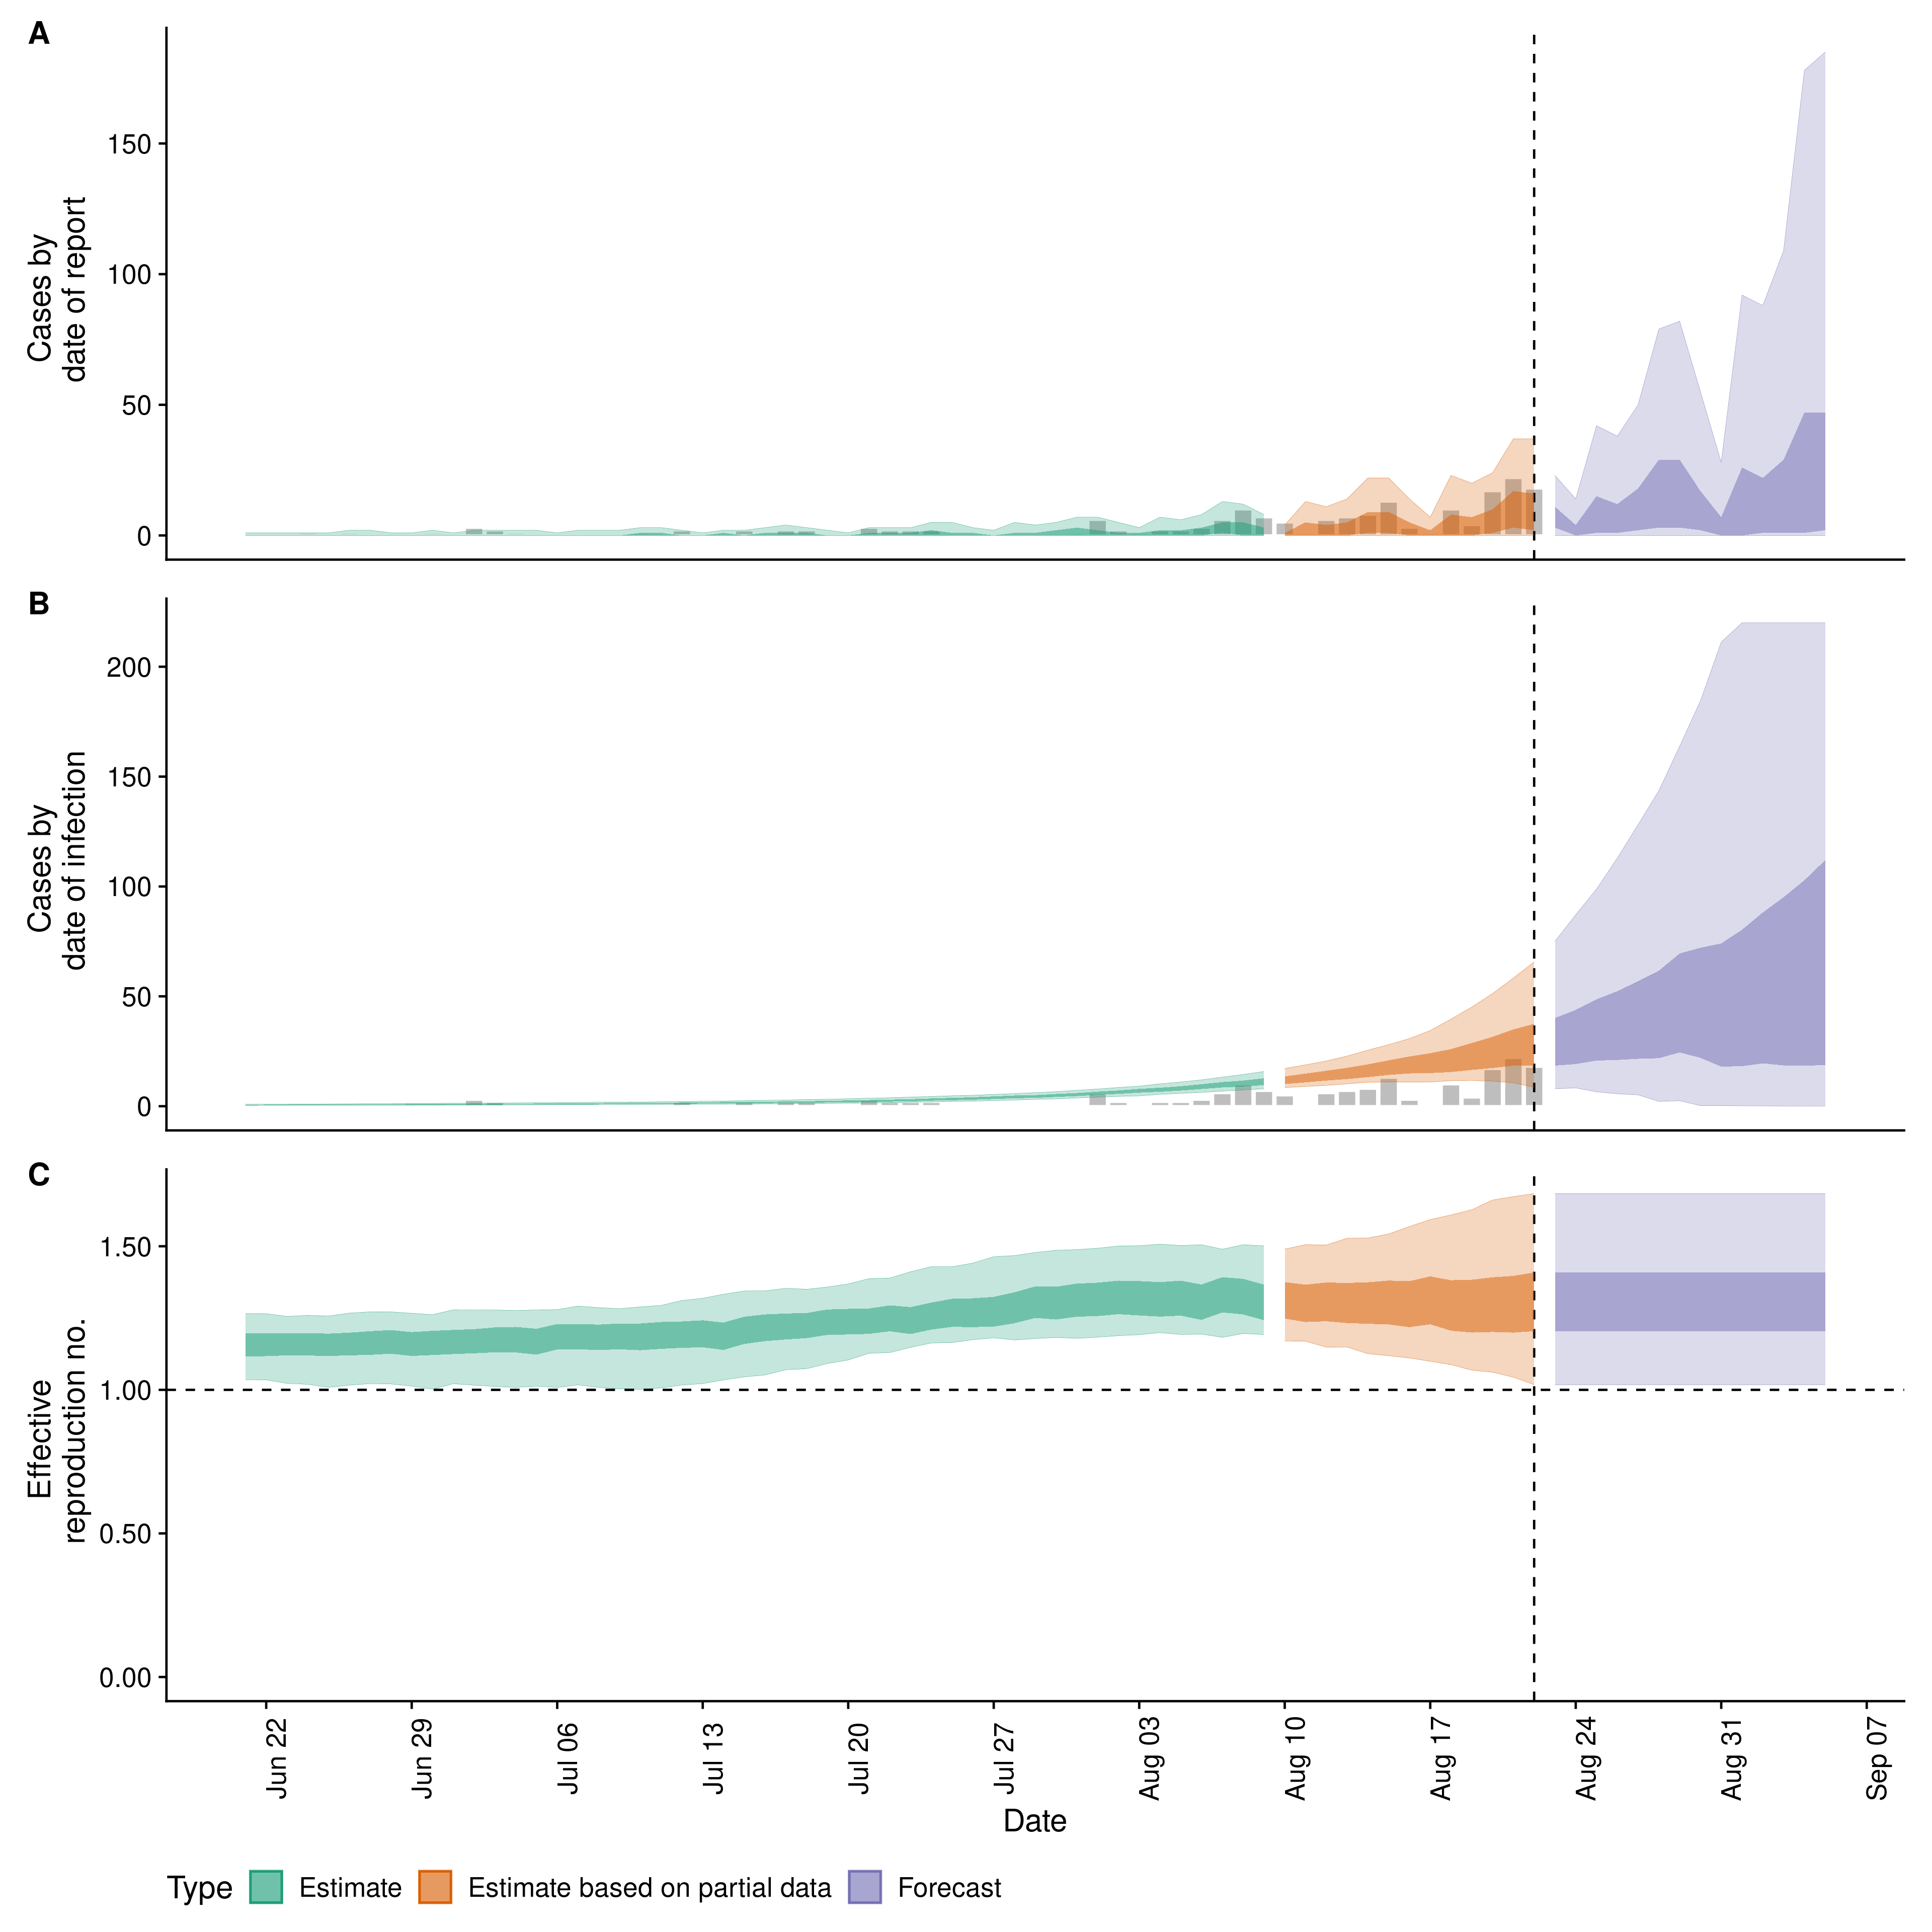 A
Cases by
date of report
150
100
50
0
B
Cases by
date of infection
200
150
100
50
0
C
Effective
reproduction no.
1.50
1.00
0.50
0.00
Jun 22
Jun 29
Jul 06
Jul 13
Jul 20
Jul 27
Aug 03
Aug 10
Aug 17
Aug 24
Aug 31
Sep 07
Date
Type Estimate Estimate based on partial data Forecast